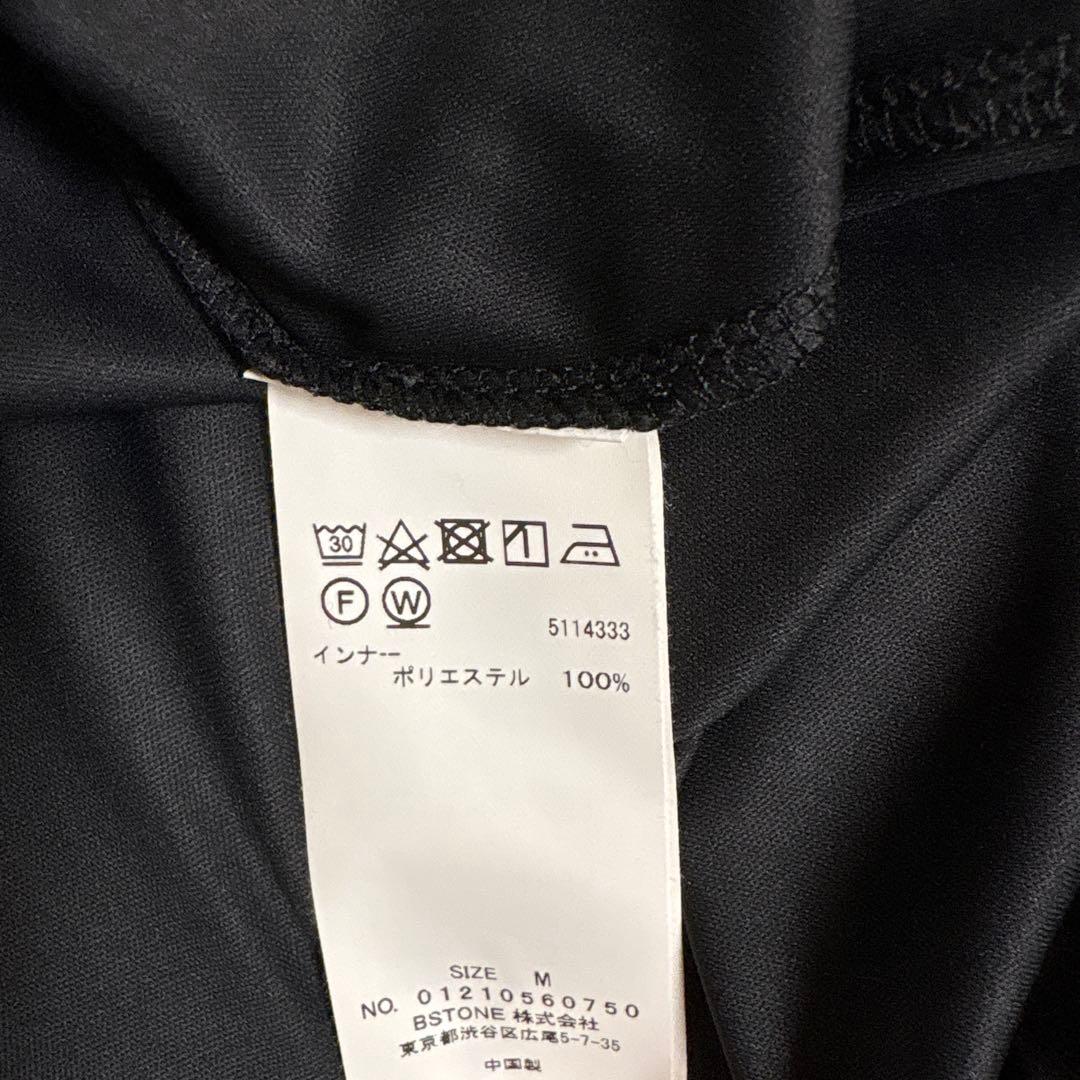 30
F W
5114333
インナー
ポリエステル 100%
SIZE M
NO. 01210560750
BSTONE 株式会社
東京都渋谷区広尾5-7-35
中国製